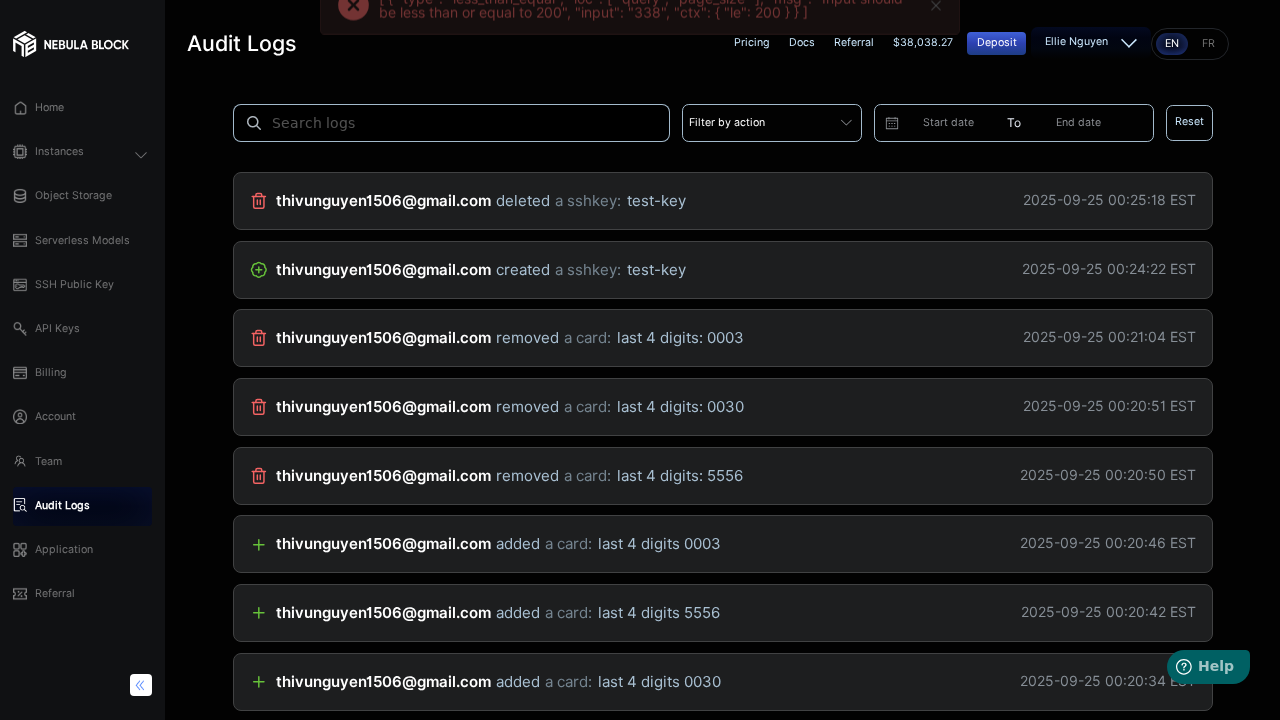 [ { "type": "less_than_equal", "loc": [ "query", "page_size" ], "msg": "Input should
be less than or equal to 200", "input": "338", "ctx": { "le": 200 } } ]
NEBULA BLOCK
Audit Logs
Pricing
Docs
Referral
$38,038.27
Deposit
Ellie Nguyen
EN
FR
Home
Instances
Object Storage
Serverless Models
SSH Public Key
API Keys
Billing
Account
Team
Audit Logs
Application
Referral
Search logs
Filter by action
Start date
To
End date
Reset
thivunguyen1506@gmail.com deleted a sshkey: test-key 2025-09-25 00:25:18 EST
thivunguyen1506@gmail.com created a sshkey: test-key 2025-09-25 00:24:22 EST
thivunguyen1506@gmail.com removed a card: last 4 digits: 0003 2025-09-25 00:21:04 EST
thivunguyen1506@gmail.com removed a card: last 4 digits: 0030 2025-09-25 00:20:51 EST
thivunguyen1506@gmail.com removed a card: last 4 digits: 5556 2025-09-25 00:20:50 EST
thivunguyen1506@gmail.com added a card: last 4 digits 0003 2025-09-25 00:20:46 EST
thivunguyen1506@gmail.com added a card: last 4 digits 5556 2025-09-25 00:20:42 EST
thivunguyen1506@gmail.com added a card: last 4 digits 0030 2025-09-25 00:20:34 EST
Help